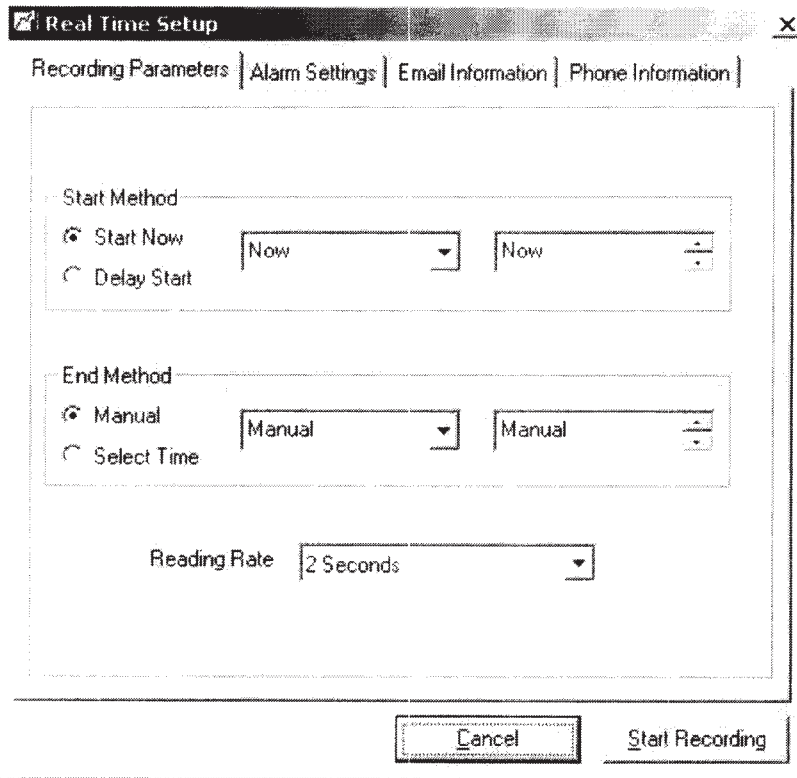 Real Time Setup
Recording Parameters Alarm Settings Email Information Phone Information
Start Method
Start Now Now Now
Delay Start
End Method
Manual Manual Manual
Select Time
Reading Rate 2 Seconds
Cancel Start Recording